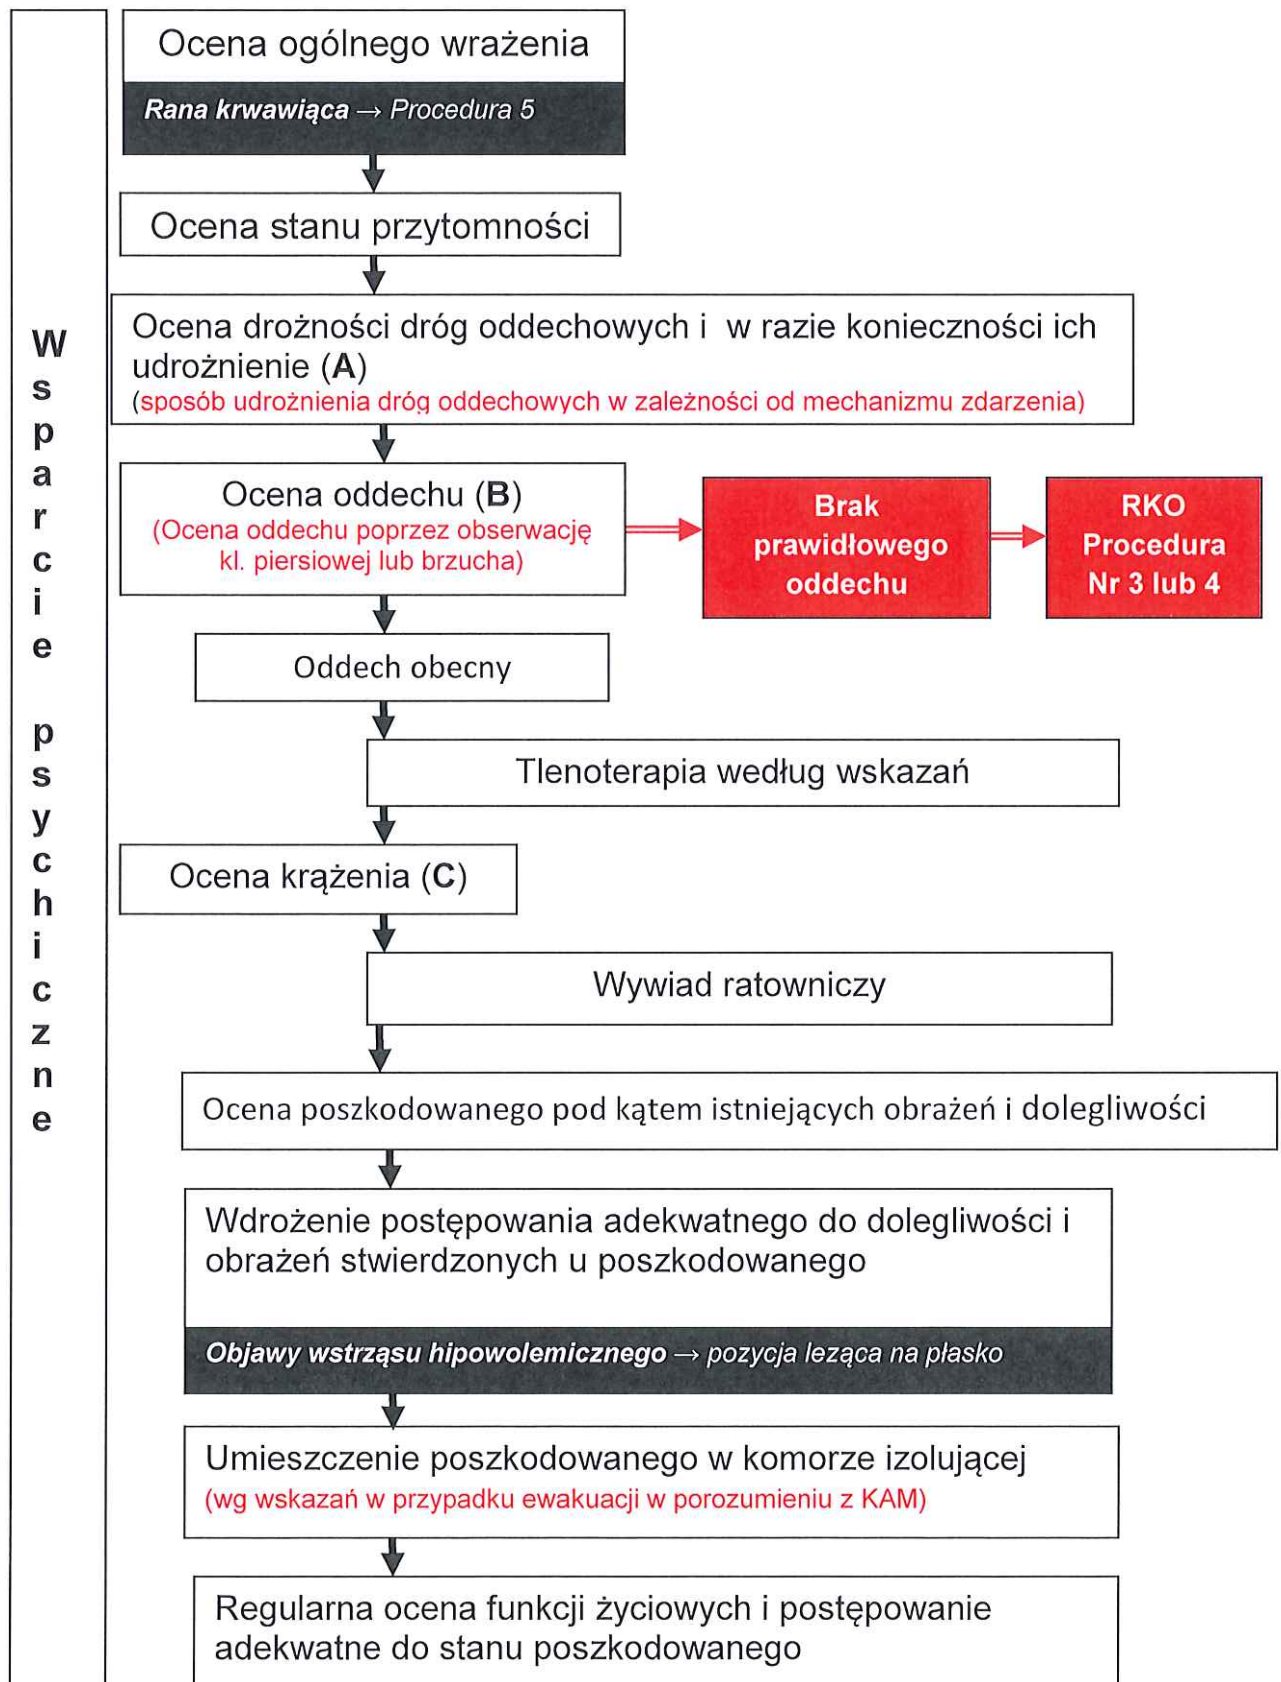 Wsparcie psychiczne
Ocena ogólnego wrażenia
Rana krwawiąca → Procedura 5
Ocena stanu przytomności
Ocena drożności dróg oddechowych i w razie konieczności ich
udrożnienie (A)
(sposób udrożnienia dróg oddechowych w zależności od mechanizmu zdarzenia)
Ocena oddechu (B)
(Ocena oddechu poprzez obserwację
kl. piersiowej lub brzucha)
Brak
prawidłowego
oddechu
RKO
Procedura
Nr 3 lub 4
Oddech obecny
Tlenoterapia według wskazań
Ocena krążenia (C)
Wywiad ratowniczy
Ocena poszkodowanego pod kątem istniejących obrażeń i dolegliwości
Wdrożenie postępowania adekwatnego do dolegliwości i
obrażeń stwierdzonych u poszkodowanego
Objawy wstrząsu hipowolemicznego → pozycja leząca na płasko
Umieszczenie poszkodowanego w komorze izolującej
(wg wskazań w przypadku ewakuacji w porozumieniu z KAM)
Regularna ocena funkcji życiowych i postępowanie
adekwatne do stanu poszkodowanego